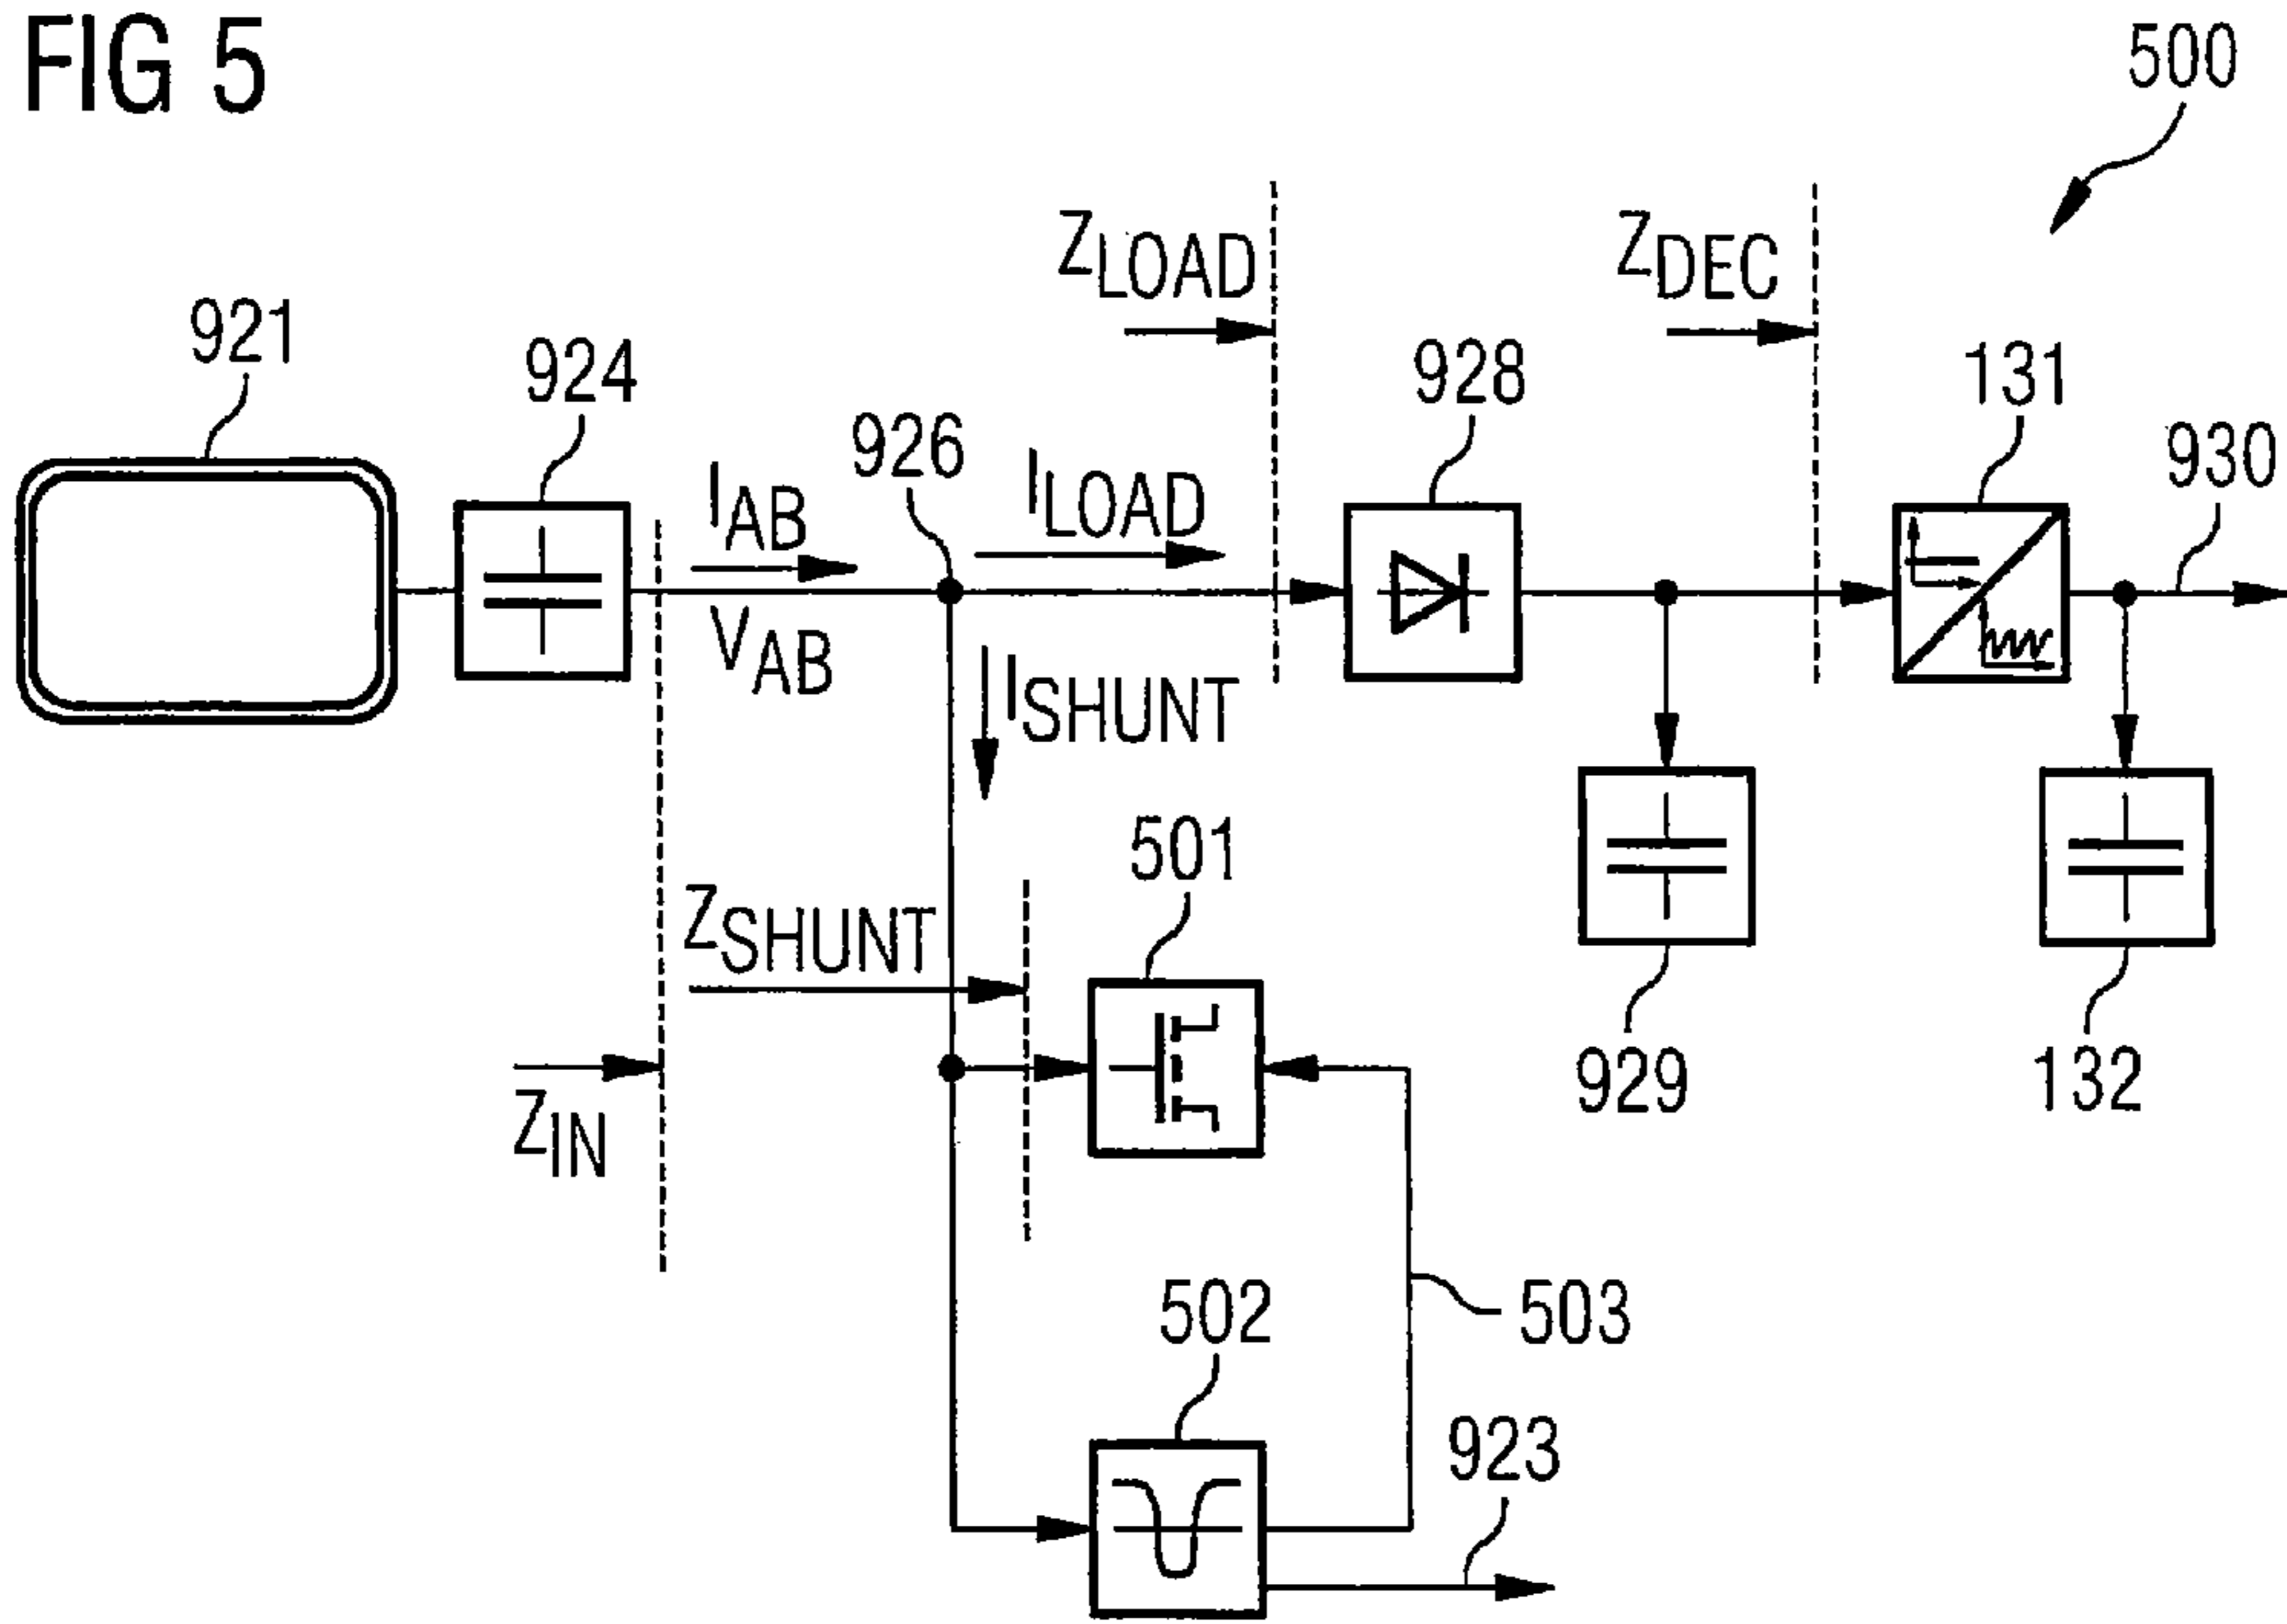 FIG 5
500
Z_LOAD
Z_DEC
921
924
928
131
926
930
I_AB
I_LOAD
V_AB
I_SHUNT
501
Z_SHUNT
929
132
Z_IN
502
503
923